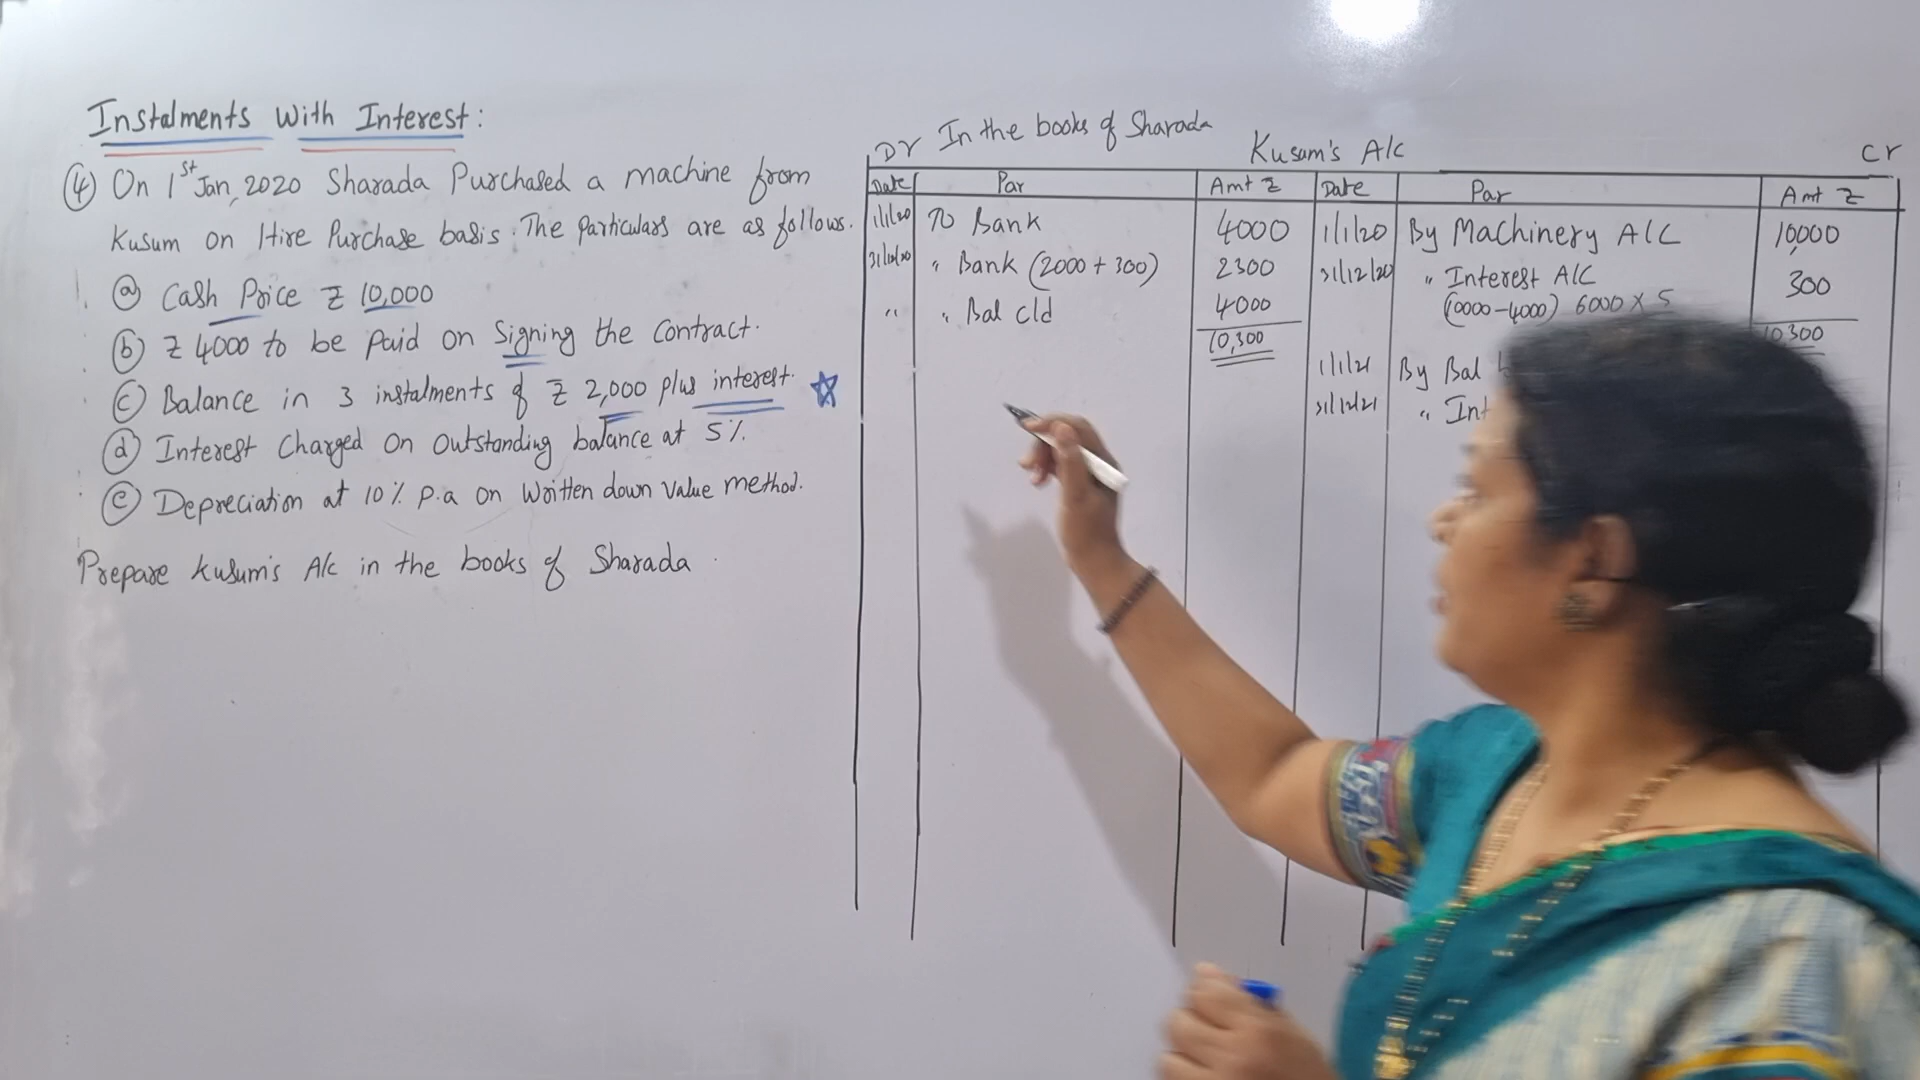 Instalments With Interest:
④ On 1st Jan, 2020 Sharada Purchased a machine from
Kusum on Hire Purchase basis. The Particulars are as follows.
ⓐ Cash Price ₹ 10,000
ⓑ ₹ 4000 to be paid on Signing the Contract.
ⓒ Balance in 3 instalments of ₹ 2,000 plus interest. ☆
ⓓ Interest Charged On Outstanding balance at 5%.
ⓔ Depreciation at 10% P.a on Written down Value method.
Prepare Kusum's A/c in the books of Sharada.
In the books of Sharada
Dr Kusum's A/c Cr
Date Par Amt ₹ Date Par Amt ₹
1/1/20 To Bank 4000 1/1/20 By Machinery A/C 10,000
31/12/20 " Bank (2000 + 300) 2300 31/12/20 " Interest A/C 300
" " Bal c/d 4000 (10000-4000) 6000 × 5
10,300 10,300
1/1/21 By Bal
31/12/21 " Int